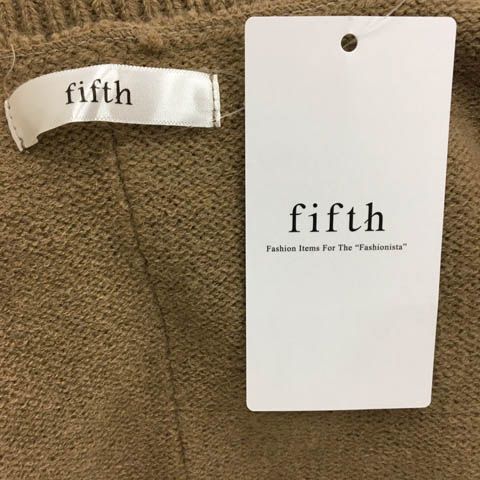 fifth
fifth
Fashion Items For The "Fashionista"